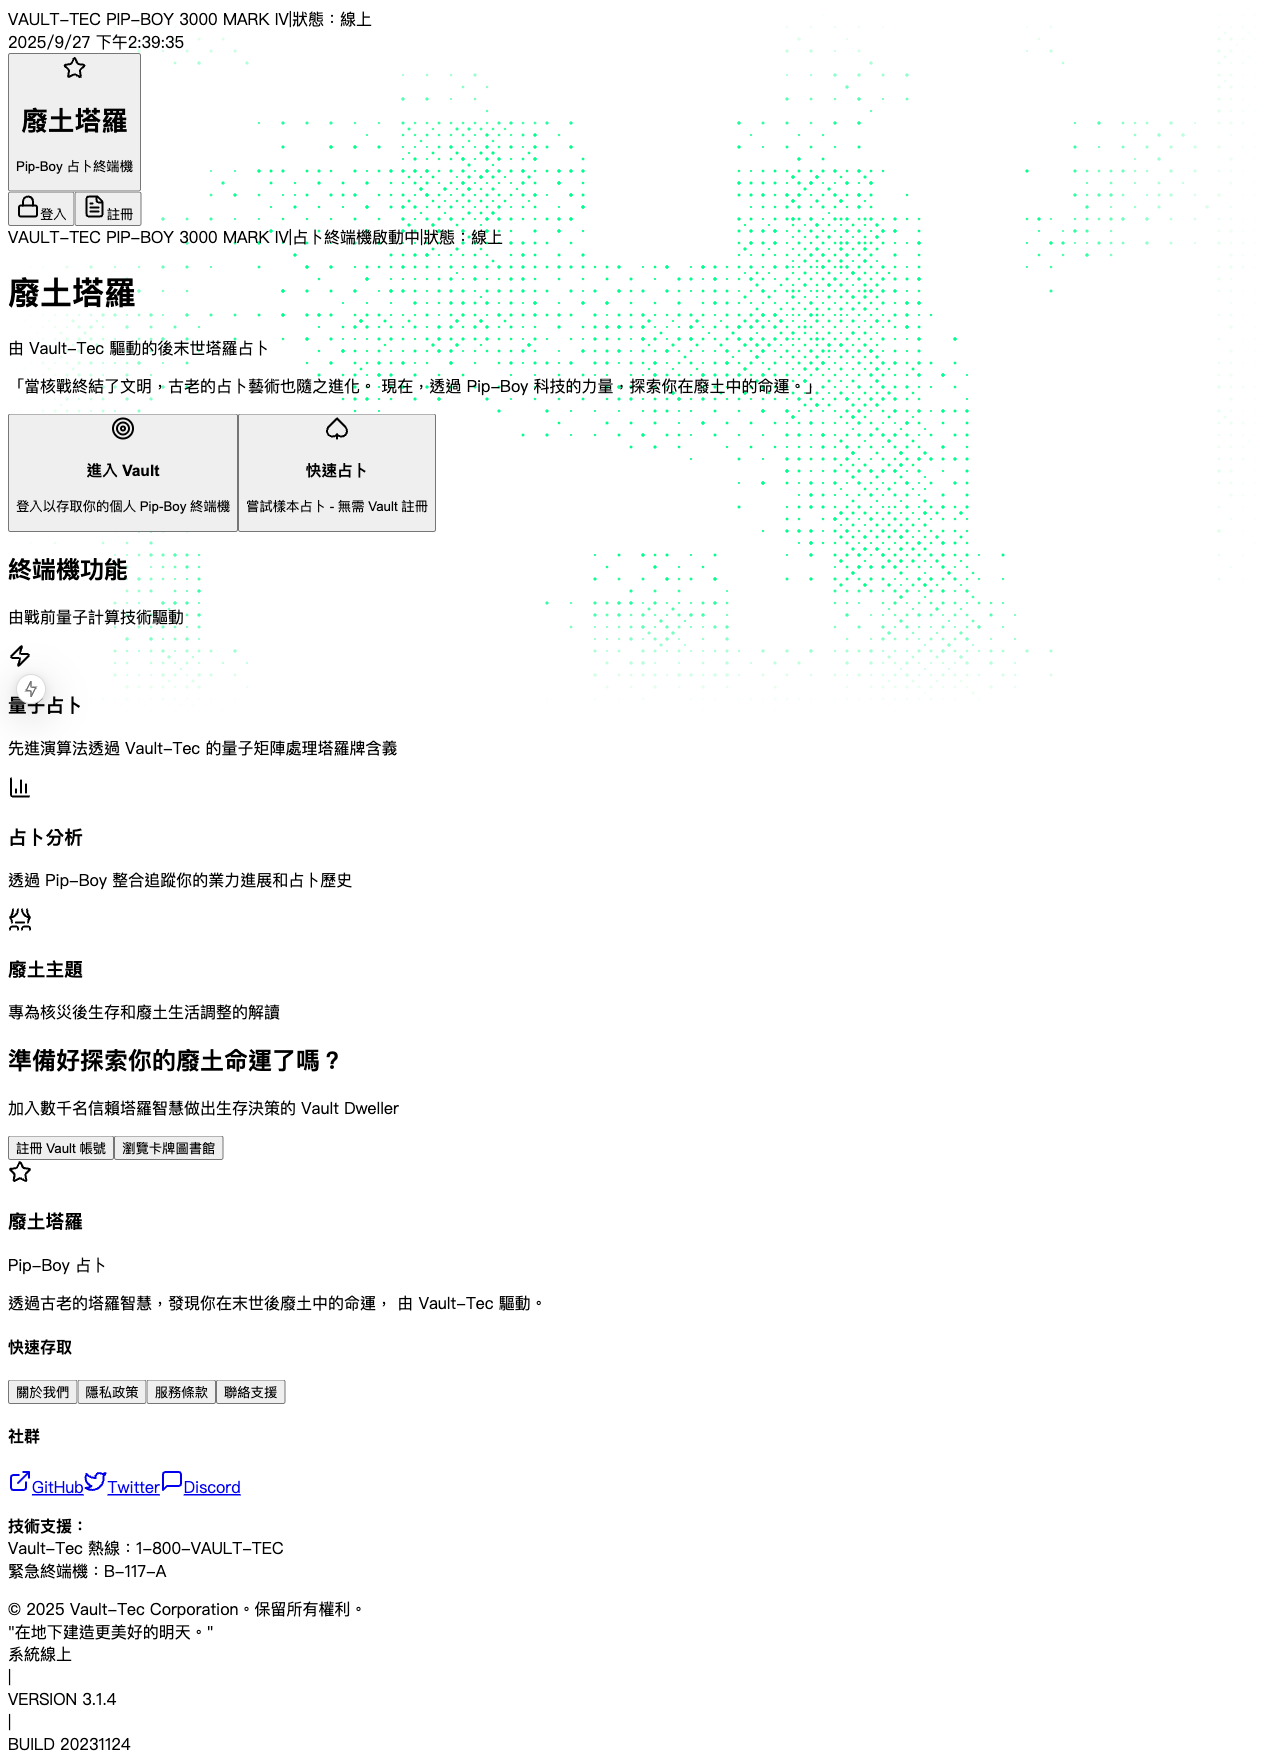 VAULT-TEC PIP-BOY 3000 MARK IV|狀態：線上
2025/9/27 下午2:39:35
廢土塔羅
Pip-Boy 占卜終端機
登入 註冊
VAULT-TEC PIP-BOY 3000 MARK IV|占卜終端機啟動中|狀態：線上
廢土塔羅
由 Vault-Tec 驅動的後末世塔羅占卜
「當核戰終結了文明，古老的占卜藝術也隨之進化。 現在，透過 Pip-Boy 科技的力量，探索你在廢土中的命運。」
進入 Vault
登入以存取你的個人 Pip-Boy 終端機
快速占卜
嘗試樣本占卜 - 無需 Vault 註冊
終端機功能
由戰前量子計算技術驅動
量子占卜
先進演算法透過 Vault-Tec 的量子矩陣處理塔羅牌含義
占卜分析
透過 Pip-Boy 整合追蹤你的業力進展和占卜歷史
廢土主題
專為核災後生存和廢土生活調整的解讀
準備好探索你的廢土命運了嗎？
加入數千名信賴塔羅智慧做出生存決策的 Vault Dweller
註冊 Vault 帳號 瀏覽卡牌圖書館
廢土塔羅
Pip-Boy 占卜
透過古老的塔羅智慧，發現你在末世後廢土中的命運， 由 Vault-Tec 驅動。
快速存取
關於我們 隱私政策 服務條款 聯絡支援
社群
GitHub Twitter Discord
技術支援：
Vault-Tec 熱線：1-800-VAULT-TEC
緊急終端機：B-117-A
© 2025 Vault-Tec Corporation。保留所有權利。
"在地下建造更美好的明天。"
系統線上
|
VERSION 3.1.4
|
BUILD 20231124